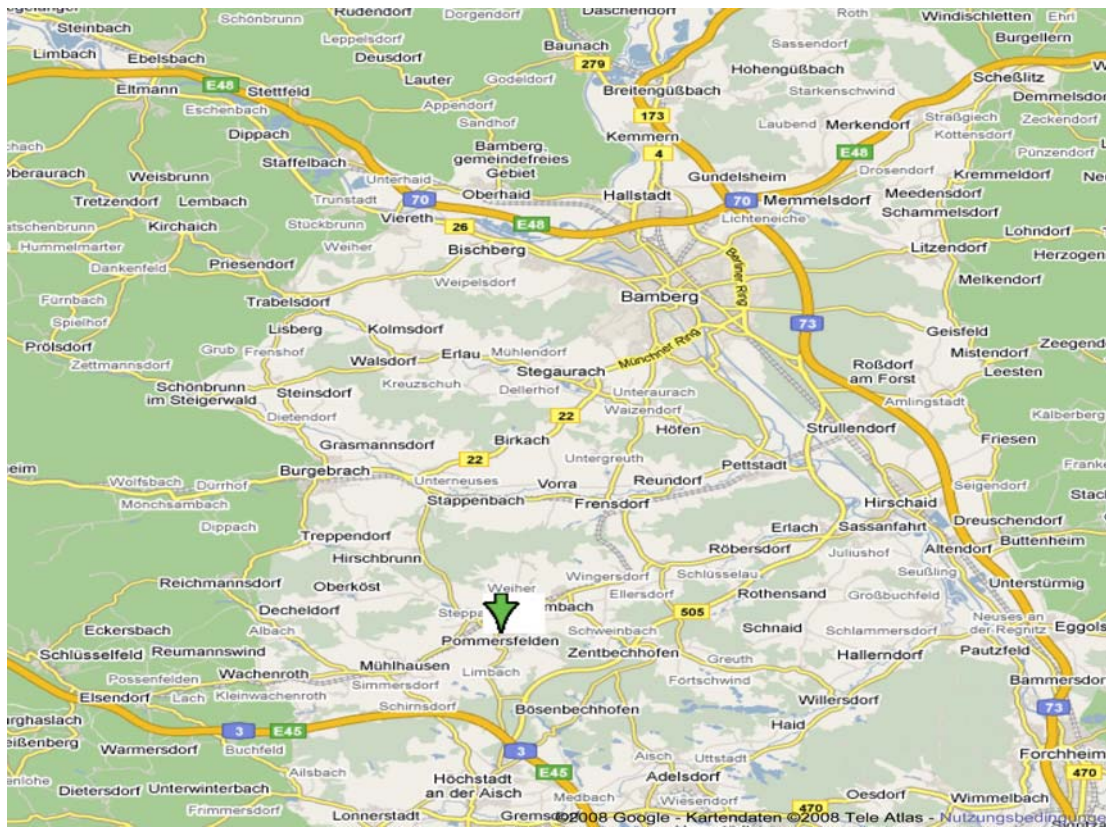 Rudendorf
Dorgendorf
Daschendorf
Roth
Windischletten
Ehrl
Steinbach
Schönbrunn
Leppelsdorf
Baunach
Sassendorf
Burgellern
Limbach
Ebelsbach
Deusdorf
279
Hohengüßbach
Scheßlitz
E48
Lauter
Godeldorf
Breitengüßbach
Starkenschwind
Eltmann
Stettfeld
Demmelsdorf
Eschenbach
Appendorf
173
Straßgiech
Zeckendorf
Dippach
Sandhof
Kemmern
Laubend
Merkendorf
Kottensdorf
Bamberg,
gemeindefreies
Gebiet
4
E48
Pünzendorf
Staffelbach
Drosendorf
Oberaurach
Weisbrunn
Unterhaid
Oberhaid
Hallstadt
Gundelsheim
Kremmeldorf
Tretzendorf
Lembach
Trunstadt
70
70
Memmelsdorf
Meedensdorf
Schammelsdorf
Kirchaich
Viereth
26
E48
Lichteneiche
Lohndorf
Stückbrunn
Hummelmarter
Weiher
Bischberg
Berliner Ring
Litzendorf
Herzogen
Dankenfeld
Priesendorf
Weipelsdorf
Melkendorf
Fürnbach
Trabelsdorf
Bamberg
Spielhof
Lisberg
Kolmsdorf
73
Geisfeld
Prölsdorf
Grub
Frenshof
Erlau
Mühlendorf
Münchner Ring
Mistendorf
Zeegend
Zettmannsdorf
Walsdorf
Stegaurach
Roßdorf
am Forst
Leesten
Schönbrunn
im Steigerwald
Steinsdorf
Kreuzschuh
Dellerhof
Unteraurach
Amlingstadt
Waizendorf
Kälberberg
Dietendorf
22
Höfen
Strullendorf
Grasmannsdorf
Birkach
Friesen
heim
22
Untergreuth
Pettstadt
Burgebrach
Wolfsbach
Dürrhof
Unterneuses
Vorra
Reundorf
Seigendorf
Mönchsambach
Stappenbach
Frensdorf
Hirschaid
Dippach
Erlach
Sassanfahrt
Dreuschendorf
Treppendorf
Buttenheim
Hirschbrunn
Röbersdorf
Juliushof
Altendorf
Reichmannsdorf
Oberköst
Weiher
Wingersdorf
Schlüsselau
Seußling
Unterstürmig
Ellersdorf
Rothensand
Großbuchfeld
Decheldorf
Steppa
mbach
505
Neuses an
der Regnitz
Eckersbach
Albach
Pommersfelden
Schweinbach
Schnaid
Schlammersdorf
Eggols
Schlüsselfeld
Reumannswind
Zentbechhofen
Hallerndorf
Pautzfeld
Mühlhausen
Limbach
Greuth
Possenfelden
Wachenroth
Simmersdorf
Fortschwind
Bammersdor
Elsendorf
Lach
Kleinwachenroth
Schirnsdorf
Bösenbechhofen
Willersdorf
73
3
E45
Haid
Warmersdorf
Buchfeld
3
Aisch
Uttstadt
Forchheim
Ailsbach
Höchstadt
an der Aisch
E45
Adelsdorf
470
Dietersdorf
Unterwinterbach
Medbach
Wiesendorf
Oesdorf
Wimmelbach
Frimmersdorf
Lonnerstadt
Gremsdorf
470
©2008 Google - Kartendaten ©2008 Tele Atlas - Nutzungsbedingungen